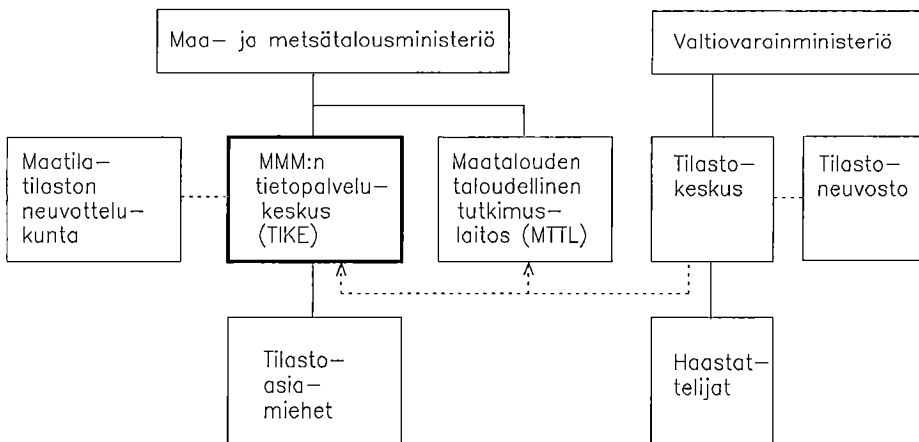 Maa- ja metsätalousministeriö
Valtiovarainministeriö
Maatila-
tilaston
neuvottelu-
kunta
MMM:n
tietopalvelu-
keskus
(TIKE)
Maatalouden
taloudellinen
tutkimus-
laitos (MTTL)
Tilasto-
keskus
Tilasto-
neuvosto
Tilasto-
asia-
miehet
Haastat-
telijat